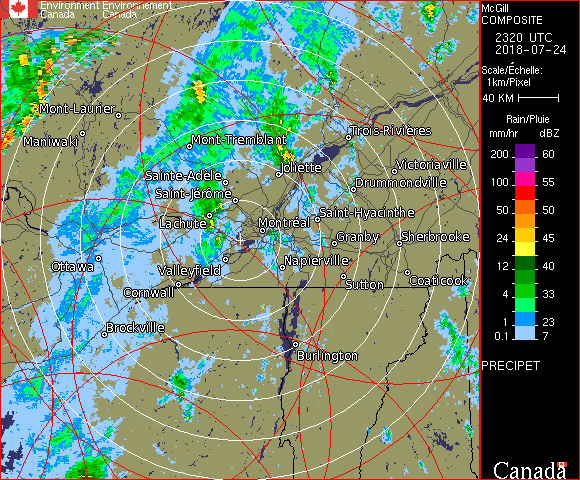 Environment Environnement
Canada Canada
McGill
COMPOSITE
2320 UTC
2018-07-24
Scale/Échelle:
1km/Pixel
40 KM
Rain/Pluie
mm/hr dBZ
200 60
100 55
50 50
24 45
12 40
4 33
1 23
0.1 7
PRECIPET
Canada
Mont-Laurier
Maniwaki
Mont-Tremblant
Trois-Rivières
Joliette
Victoriaville
Sainte-Adèle
Drummondville
Saint-Jérôme
Lachute
Saint-Hyacinthe
Montréal
Granby
Sherbrooke
Ottawa
Valleyfield
Napierville
Cornwall
Sutton
Coaticook
Brockville
Burlington